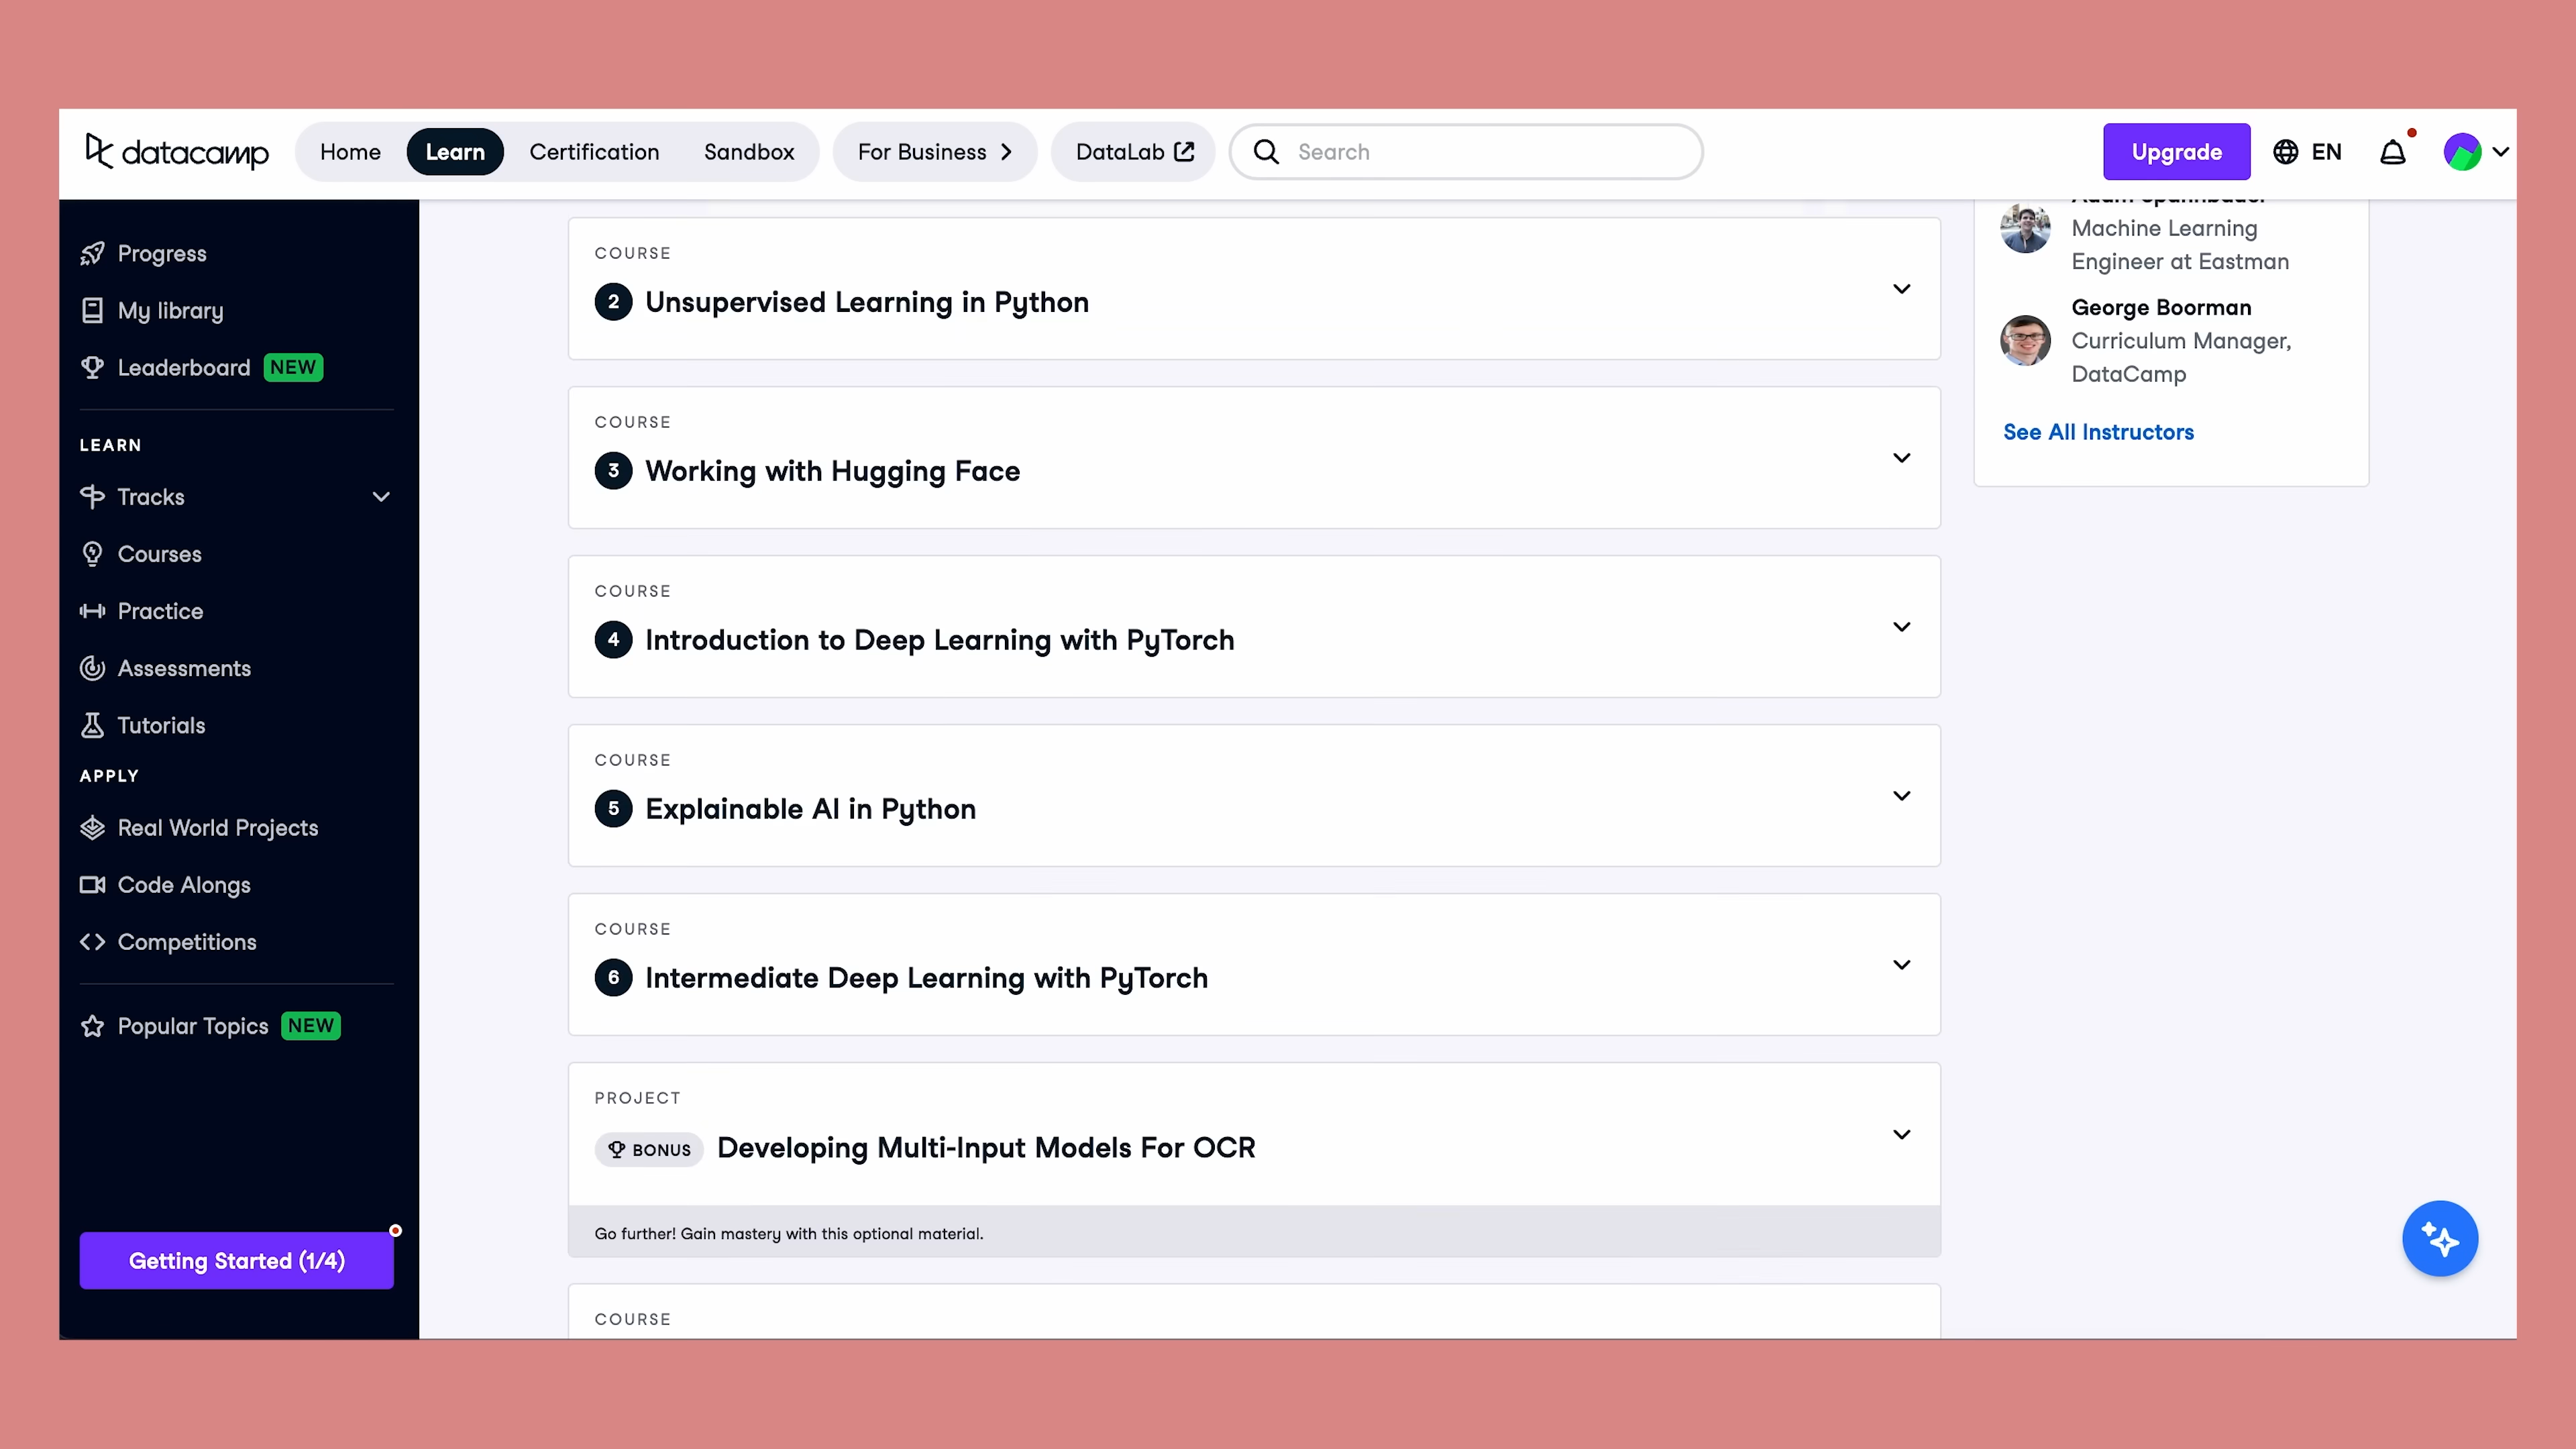 datacamp
Home
Learn
Certification
Sandbox
For Business
DataLab
Search
Upgrade
EN
Progress
My library
Leaderboard NEW
LEARN
Tracks
Courses
Practice
Assessments
Tutorials
APPLY
Real World Projects
Code Alongs
Competitions
Popular Topics NEW
Getting Started (1/4)
COURSE
2 Unsupervised Learning in Python
COURSE
3 Working with Hugging Face
COURSE
4 Introduction to Deep Learning with PyTorch
COURSE
5 Explainable AI in Python
COURSE
6 Intermediate Deep Learning with PyTorch
PROJECT
BONUS Developing Multi-Input Models For OCR
Go further! Gain mastery with this optional material.
COURSE
Machine Learning
Engineer at Eastman
George Boorman
Curriculum Manager,
DataCamp
See All Instructors